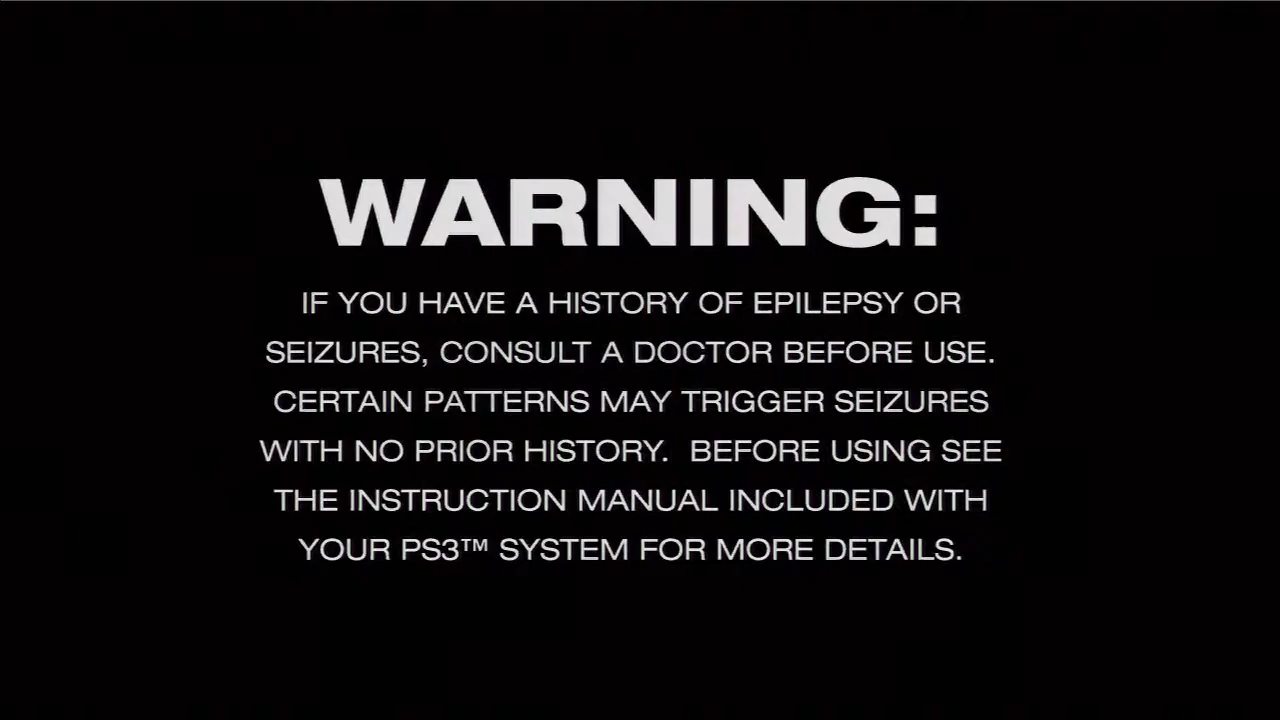 WARNING:
IF YOU HAVE A HISTORY OF EPILEPSY OR
SEIZURES, CONSULT A DOCTOR BEFORE USE.
CERTAIN PATTERNS MAY TRIGGER SEIZURES
WITH NO PRIOR HISTORY.  BEFORE USING SEE
THE INSTRUCTION MANUAL INCLUDED WITH
YOUR PS3™ SYSTEM FOR MORE DETAILS.